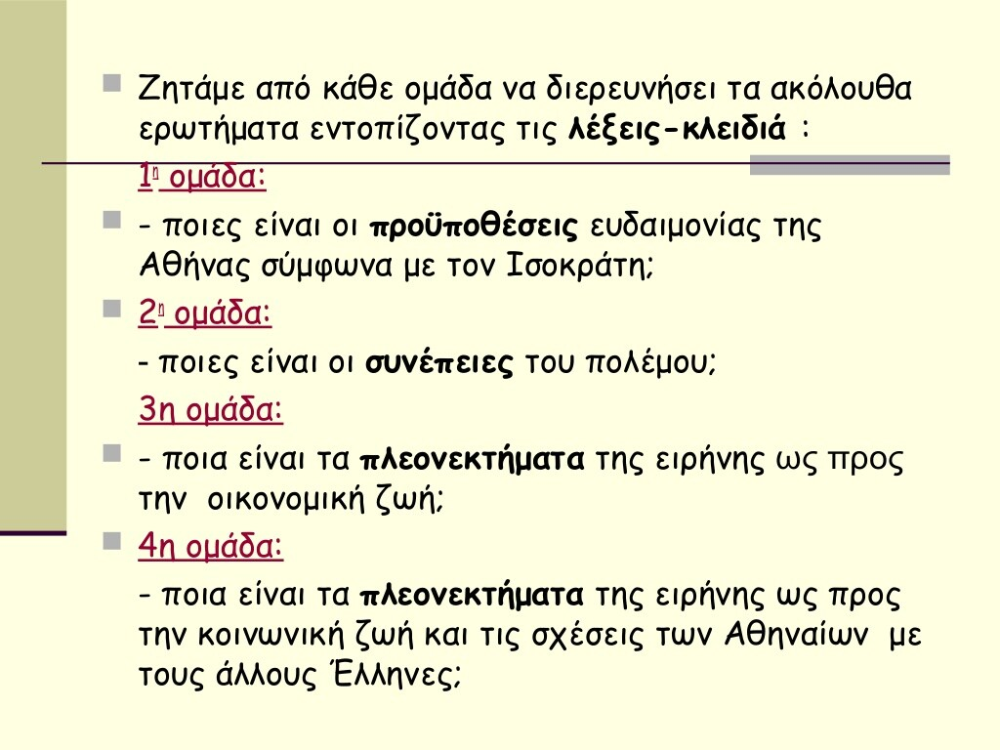 Ζητάμε από κάθε ομάδα να διερευνήσει τα ακόλουθα
ερωτήματα εντοπίζοντας τις λέξεις-κλειδιά :
1η ομάδα:
- ποιες είναι οι προϋποθέσεις ευδαιμονίας της
Αθήνας σύμφωνα με τον Ισοκράτη;
2η ομάδα:
- ποιες είναι οι συνέπειες του πολέμου;
3η ομάδα:
- ποια είναι τα πλεονεκτήματα της ειρήνης ως προς
την οικονομική ζωή;
4η ομάδα:
- ποια είναι τα πλεονεκτήματα της ειρήνης ως προς
την κοινωνική ζωή και τις σχέσεις των Αθηναίων με
τους άλλους Έλληνες;